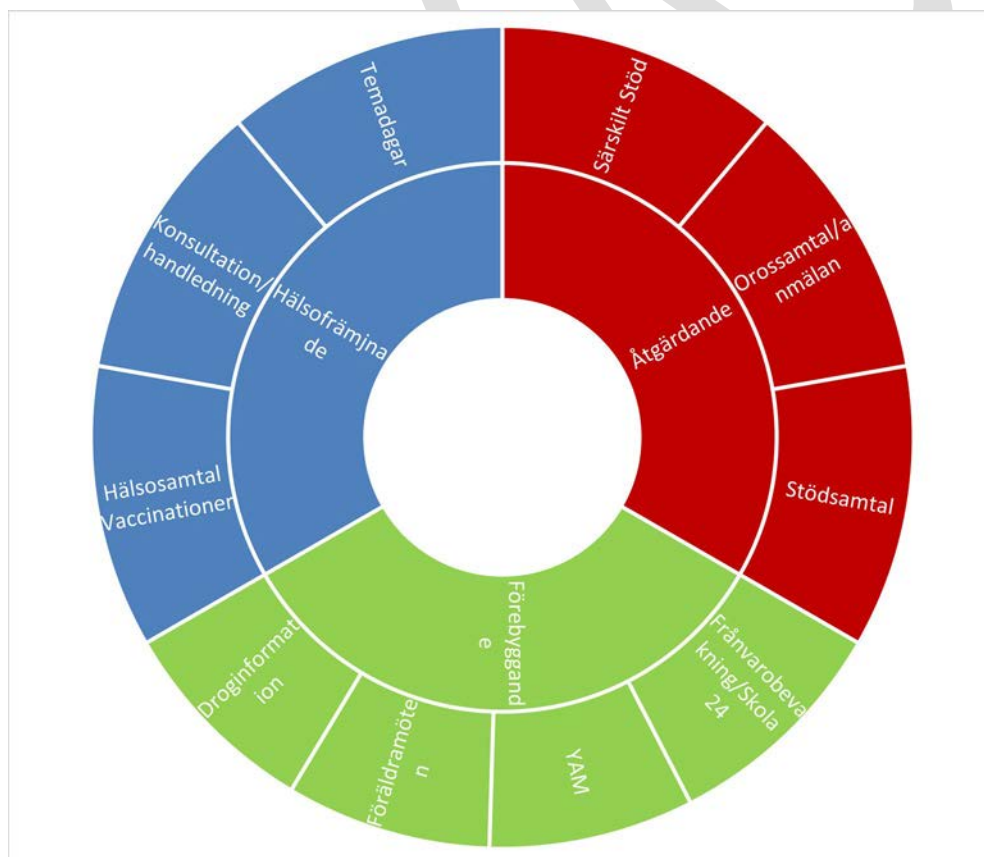 Särskilt Stöd
Orossamtal/a
nmälan
Stödsamtal
Åtgärdande
Frånvarobeva
kning/Skola
24
YAM
Föräldramöte
n
Droginformat
ion
Förebyggand
e
Hälsosamtal
Vaccinationer
Konsultation/
handledning
Temadagar
Hälsofrämjna
de